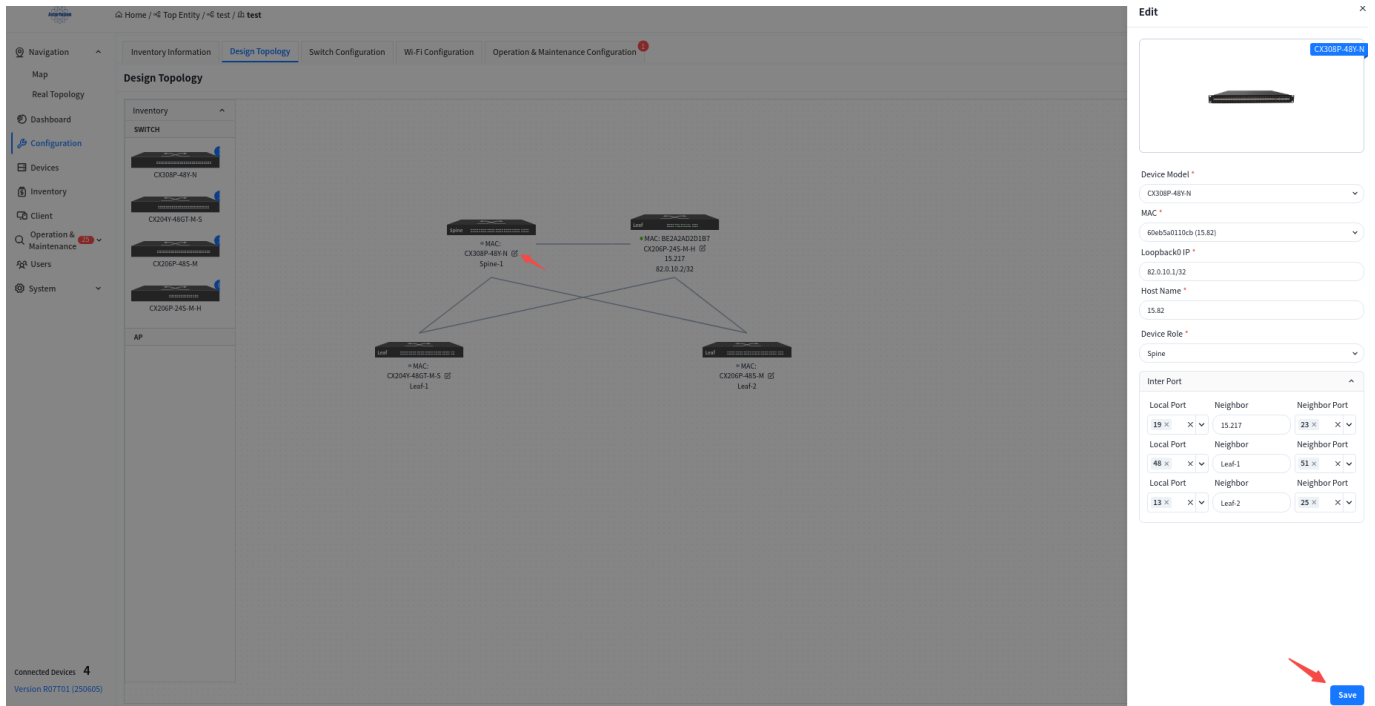 Home / Top Entity / test / test
Navigation
Map
Real Topology
Dashboard
Configuration
Devices
Inventory
Client
Operation & Maintenance 25
Users
System
Connected Devices 4
Version R07T01 (250605)
Inventory Information Design Topology Switch Configuration Wi-Fi Configuration Operation & Maintenance Configuration 1
Design Topology
Inventory
SWITCH
CX308P-48Y-N
CX204Y-48GT-M-S
CX206P-48S-M
CX206P-24S-M-H
AP
Spine
MAC:
CX308P-48Y-N
Spine-1
Leaf
MAC: BE2A2AD2D1B7
CX206P-24S-M-H
15.217
82.0.10.2/32
Leaf
MAC:
CX204Y-48GT-M-S
Leaf-1
Leaf
MAC:
CX206P-48S-M
Leaf-2
Edit
CX308P-48Y-N
Device Model *
CX308P-48Y-N
MAC *
60eb5a0110cb (15.82)
Loopback0 IP *
82.0.10.1/32
Host Name *
15.82
Device Role *
Spine
Inter Port
Local Port Neighbor Neighbor Port
19 × 15.217 23 ×
Local Port Neighbor Neighbor Port
48 × Leaf-1 51 ×
Local Port Neighbor Neighbor Port
13 × Leaf-2 25 ×
Save